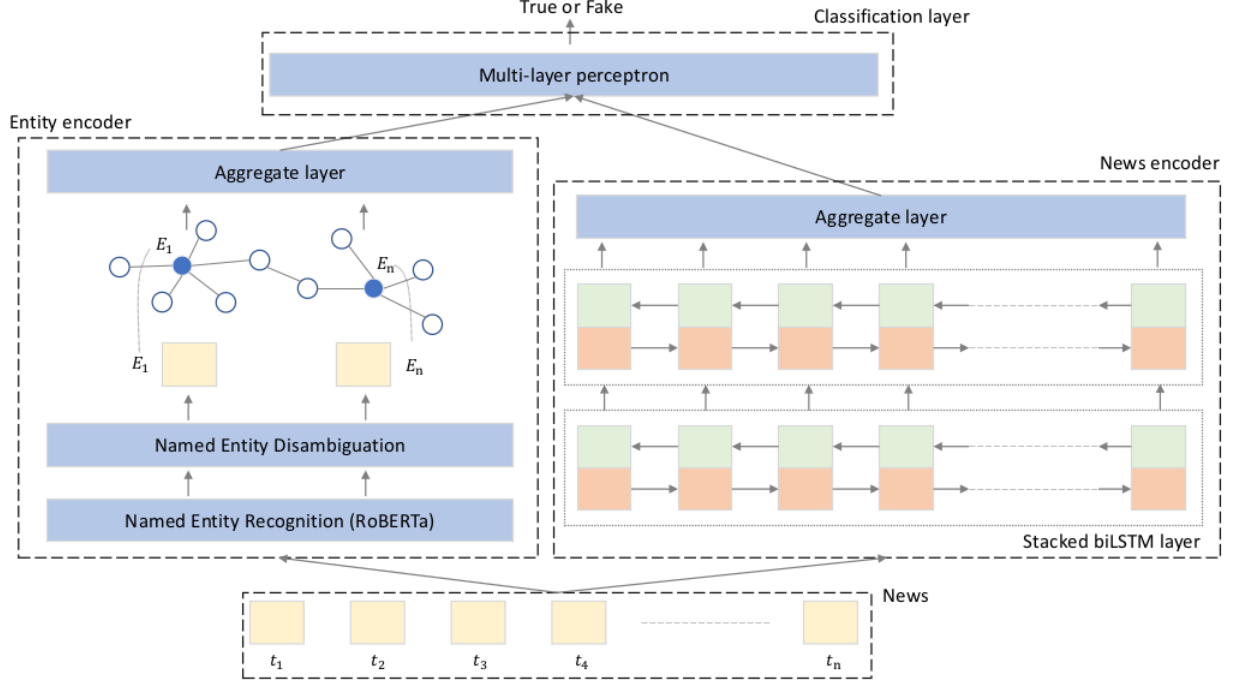 True or Fake
Classification layer
Multi-layer perceptron
Entity encoder
Aggregate layer
E₁
Eₙ
E₁
Eₙ
Named Entity Disambiguation
Named Entity Recognition (RoBERTa)
News encoder
Aggregate layer
Stacked biLSTM layer
News
t₁ t₂ t₃ t₄ tₙ